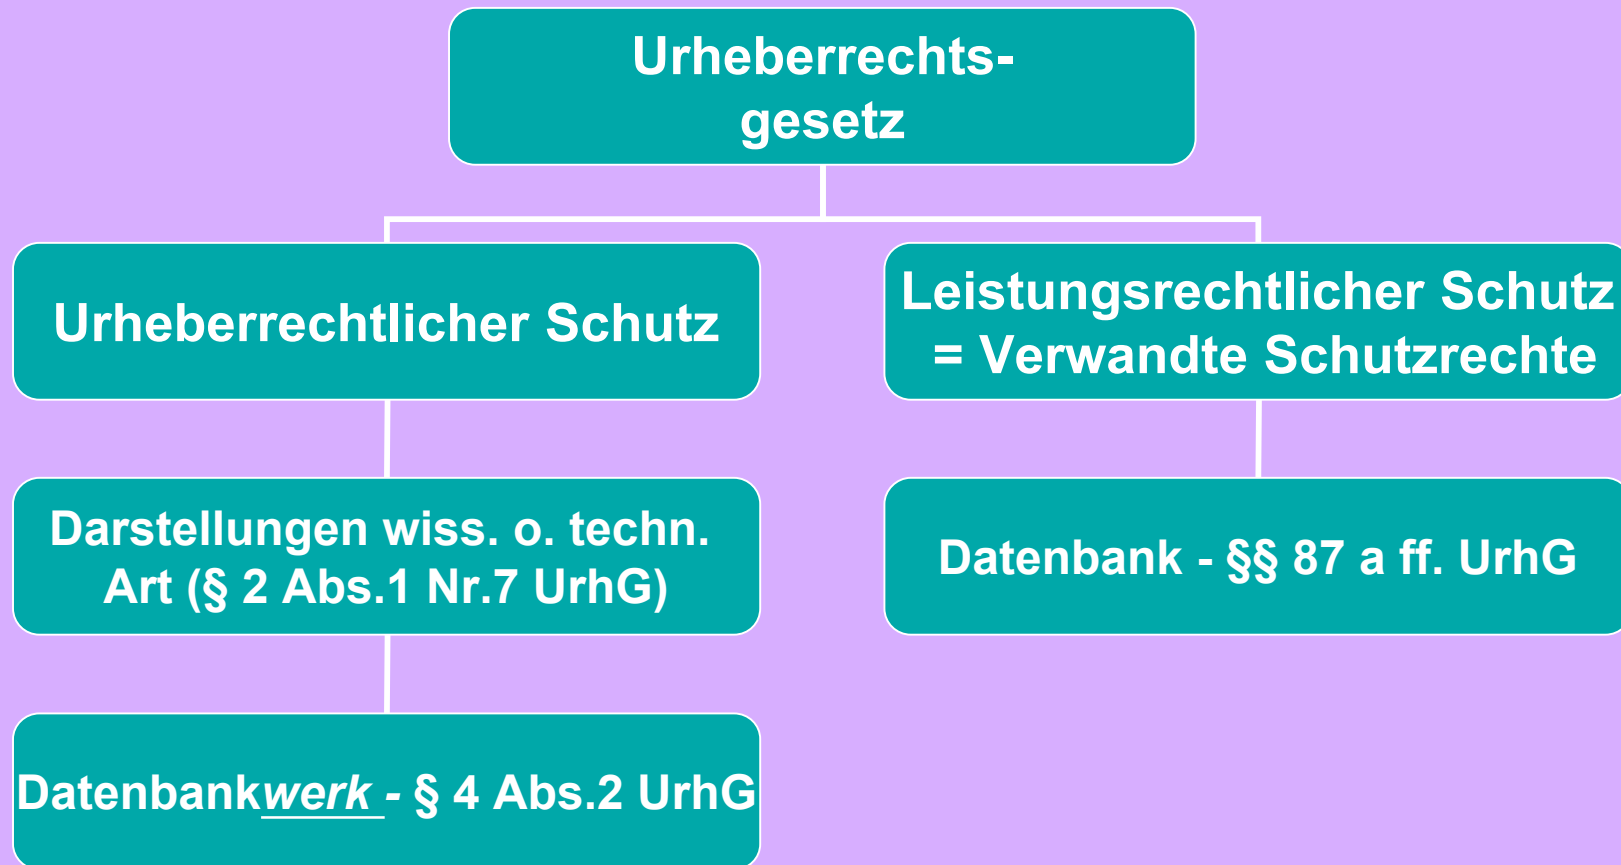 Urheberrechts-
gesetz
Urheberrechtlicher Schutz
Leistungsrechtlicher Schutz
= Verwandte Schutzrechte
Darstellungen wiss. o. techn.
Art (§ 2 Abs.1 Nr.7 UrhG)
Datenbank - §§ 87 a ff. UrhG
Datenbankwerk - § 4 Abs.2 UrhG